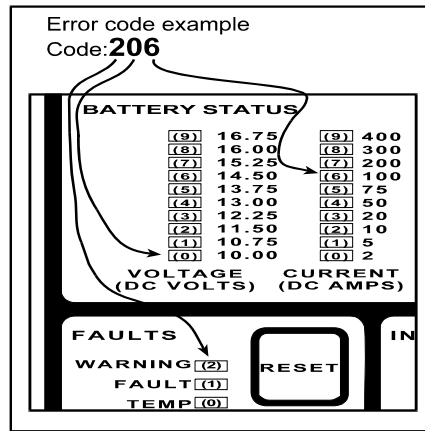 Error code example
Code:206
BATTERY STATUS
(9) 16.75 (9) 400
(8) 16.00 (8) 300
(7) 15.25 (7) 200
(6) 14.50 (6) 100
(5) 13.75 (5) 75
(4) 13.00 (4) 50
(3) 12.25 (3) 20
(2) 11.50 (2) 10
(1) 10.75 (1) 5
(0) 10.00 (0) 2
VOLTAGE CURRENT
(DC VOLTS) (DC AMPS)
FAULTS IN
WARNING (2) RESET
FAULT (1)
TEMP (0)